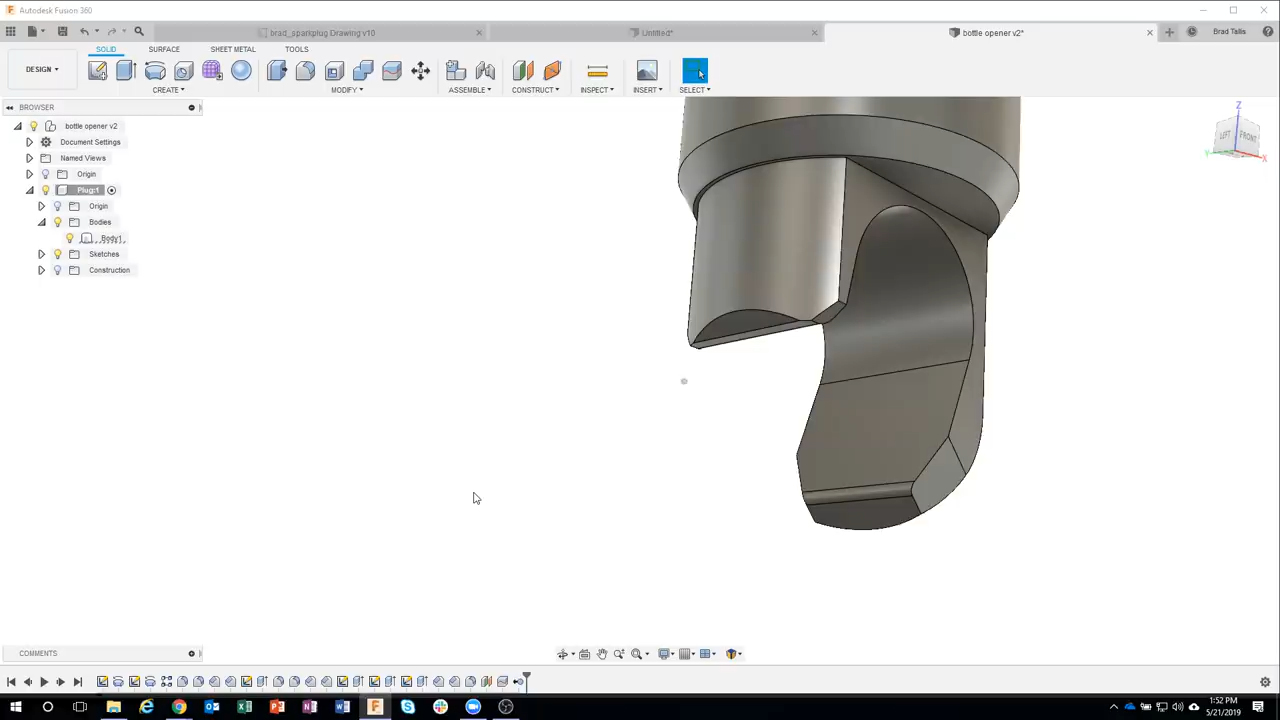 Autodesk Fusion 360
brad_sparkplug Drawing v10
Untitled*
bottle opener v2*
Brad Tallis
SOLID
SURFACE
SHEET METAL
TOOLS
DESIGN
CREATE
MODIFY
ASSEMBLE
CONSTRUCT
INSPECT
INSERT
SELECT
BROWSER
bottle opener v2
Document Settings
Named Views
Origin
Plug:1
Origin
Bodies
Body1
Sketches
Construction
Z
LEFT
FRONT
Y
X
COMMENTS
1:52 PM
5/21/2019